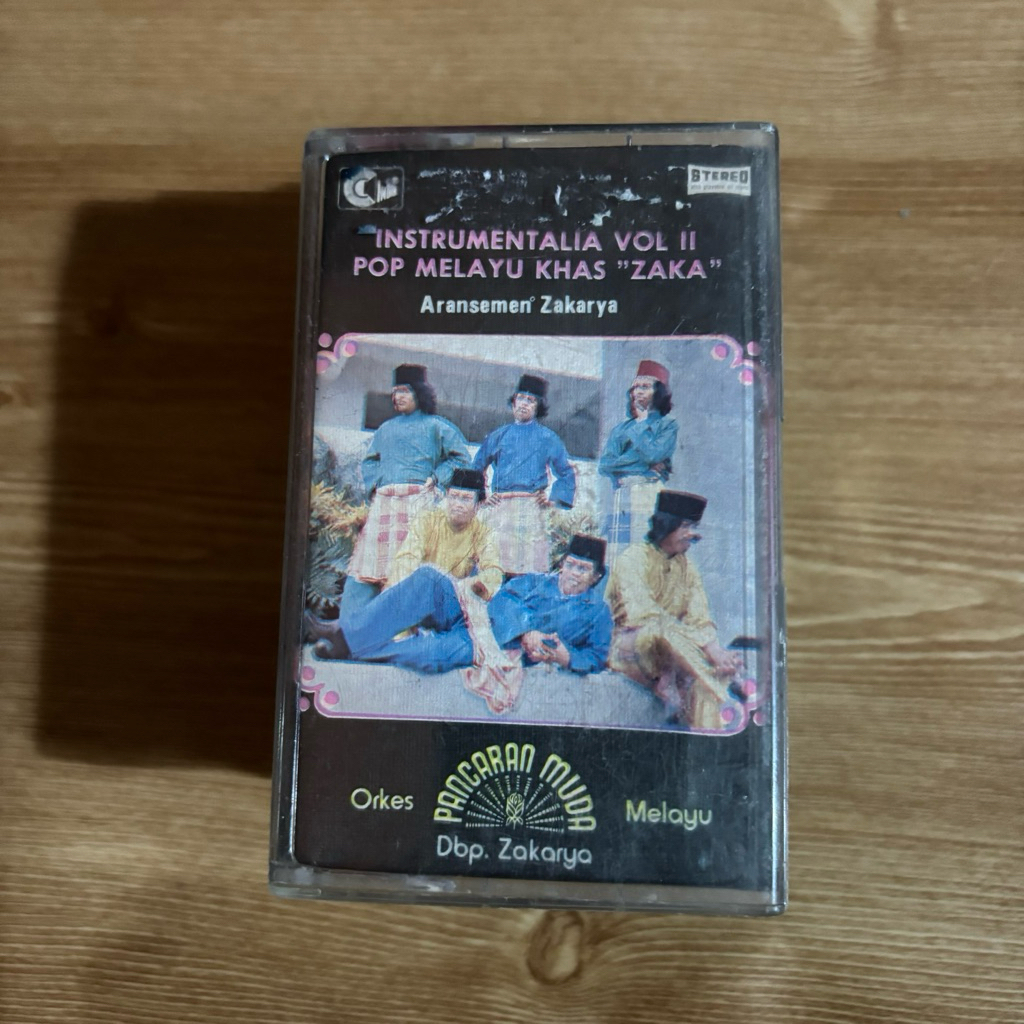 STEREO
INSTRUMENTALIA VOL II
POP MELAYU KHAS "ZAKA"
Aransemen° Zakarya
Orkes PANCARAN MUDA Melayu
Dbp. Zakarya